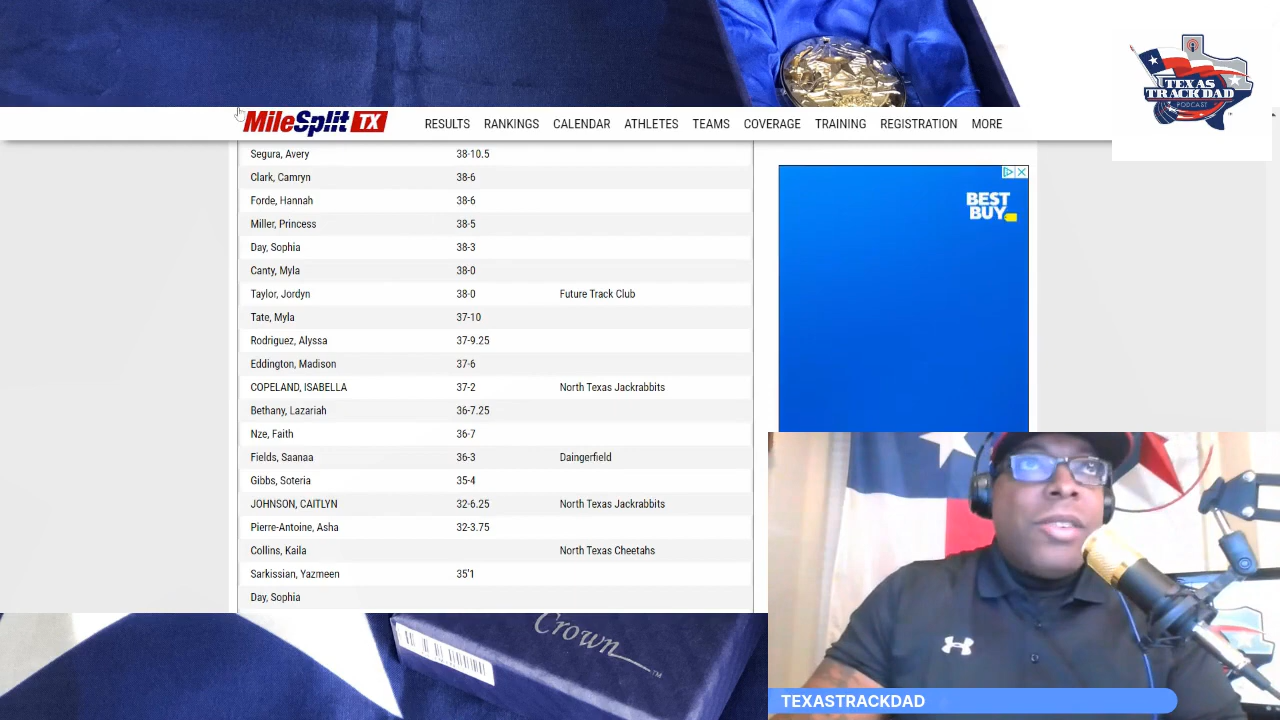 TEXAS
TRACK DAD
PODCAST
MileSplit TX
RESULTS RANKINGS CALENDAR ATHLETES TEAMS COVERAGE TRAINING REGISTRATION MORE
Segura, Avery 38-10.5
Clark, Camryn 38-6
Forde, Hannah 38-6
Miller, Princess 38-5
Day, Sophia 38-3
Canty, Myla 38-0
Taylor, Jordyn 38-0 Future Track Club
Tate, Myla 37-10
Rodriguez, Alyssa 37-9.25
Eddington, Madison 37-6
COPELAND, ISABELLA 37-2 North Texas Jackrabbits
Bethany, Lazariah 36-7.25
Nze, Faith 36-7
Fields, Saanaa 36-3 Daingerfield
Gibbs, Soteria 35-4
JOHNSON, CAITLYN 32-6.25 North Texas Jackrabbits
Pierre-Antoine, Asha 32-3.75
Collins, Kaila North Texas Cheetahs
Sarkissian, Yazmeen 35'1
Day, Sophia
BEST
BUY
Crown™
TEXASTRACKDAD